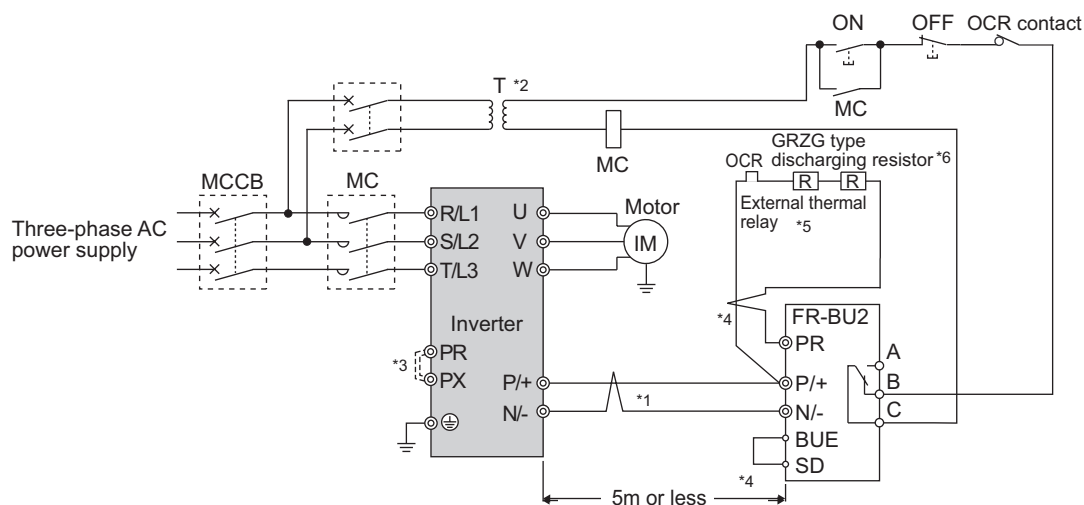 ON
OFF
OCR contact
T *2
MC
MC
GRZG type
discharging resistor *6
OCR
R
R
External thermal
relay *5
MCCB
MC
Three-phase AC
power supply
R/L1
S/L2
T/L3
U
V
W
Motor
IM
Inverter
*3
PR
PX
P/+
N/-
*1
*4
FR-BU2
PR
P/+
N/-
BUE
SD
A
B
C
*4
5m or less